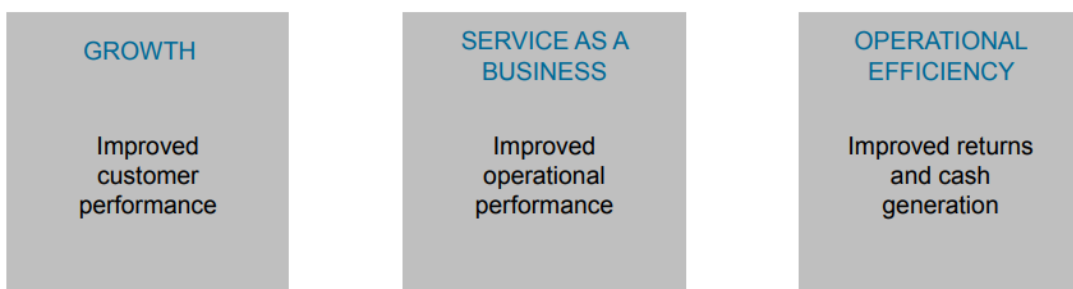 GROWTH
Improved
customer
performance
SERVICE AS A
BUSINESS
Improved
operational
performance
OPERATIONAL
EFFICIENCY
Improved returns
and cash
generation